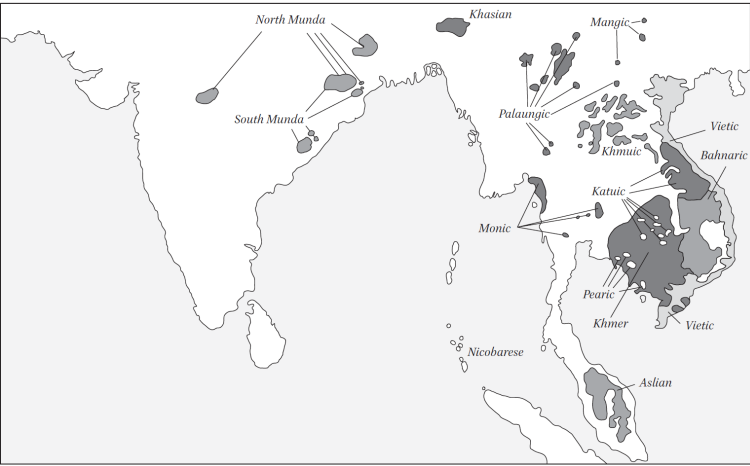 North Munda
Khasian
Mangic
South Munda
Palaungic
Vietic
Khmuic
Bahnaric
Katuic
Monic
Pearic
Khmer
Vietic
Nicobarese
Aslian